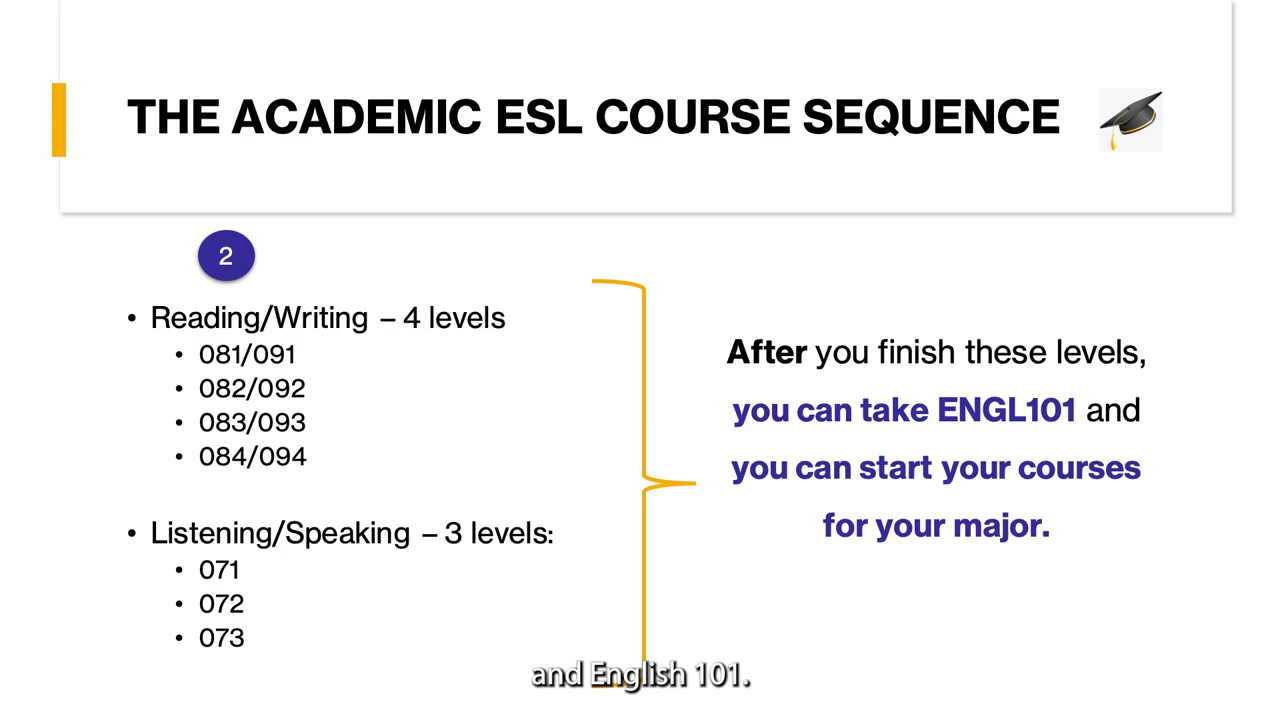 THE ACADEMIC ESL COURSE SEQUENCE
2
• Reading/Writing – 4 levels
• 081/091
• 082/092
• 083/093
• 084/094
• Listening/Speaking – 3 levels:
• 071
• 072
• 073
After you finish these levels,
you can take ENGL101 and
you can start your courses
for your major.
and English 101.